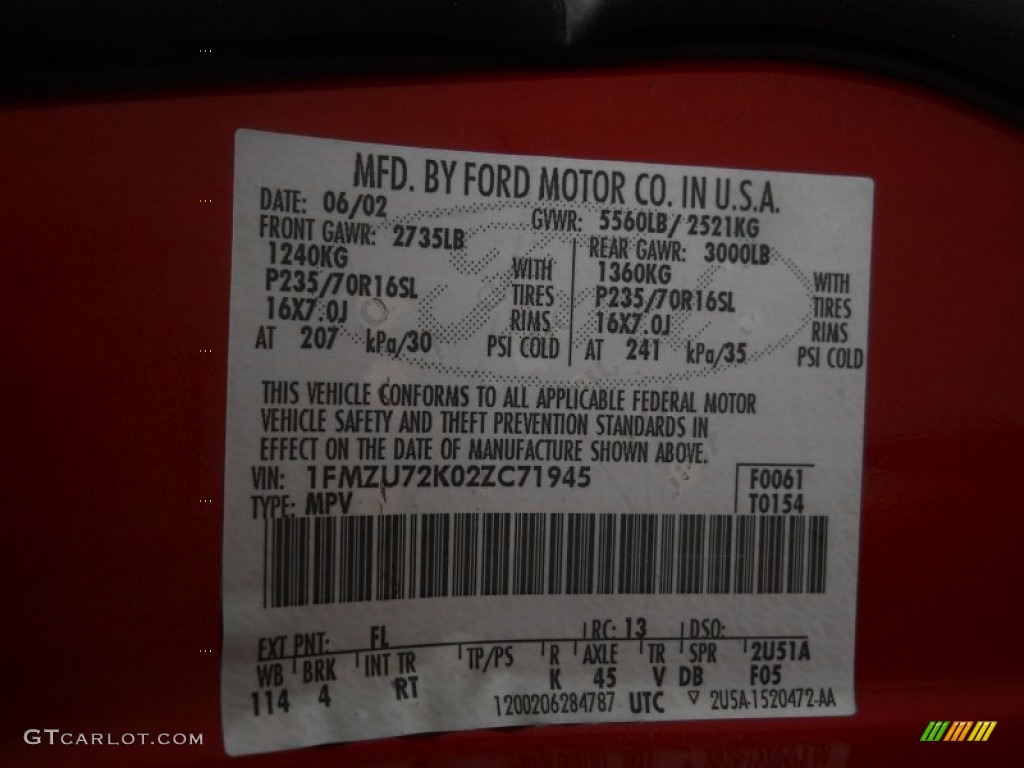 MFD. BY FORD MOTOR CO. IN U.S.A.
DATE: 06/02 GVWR: 5560LB/ 2521KG
FRONT GAWR: 2735LB REAR GAWR: 3000LB
1240KG WITH 1360KG WITH
P235/70R16SL TIRES P235/70R16SL TIRES
16X7.0J RIMS 16X7.0J RIMS
AT 207 kPa/30 PSI COLD AT 241 kPa/35 PSI COLD
THIS VEHICLE CONFORMS TO ALL APPLICABLE FEDERAL MOTOR
VEHICLE SAFETY AND THEFT PREVENTION STANDARDS IN
EFFECT ON THE DATE OF MANUFACTURE SHOWN ABOVE.
VIN: 1FMZU72K02ZC71945 F0061
TYPE: MPV T0154
EXT PNT: FL RC: 13 DSO:
WB BRK INT TR TP/PS R AXLE TR SPR 2U51A
114 4 RT K 45 V DB F05
1200206284787 UTC ▽ 2U5A-1520472-AA
GTCARLOT.COM